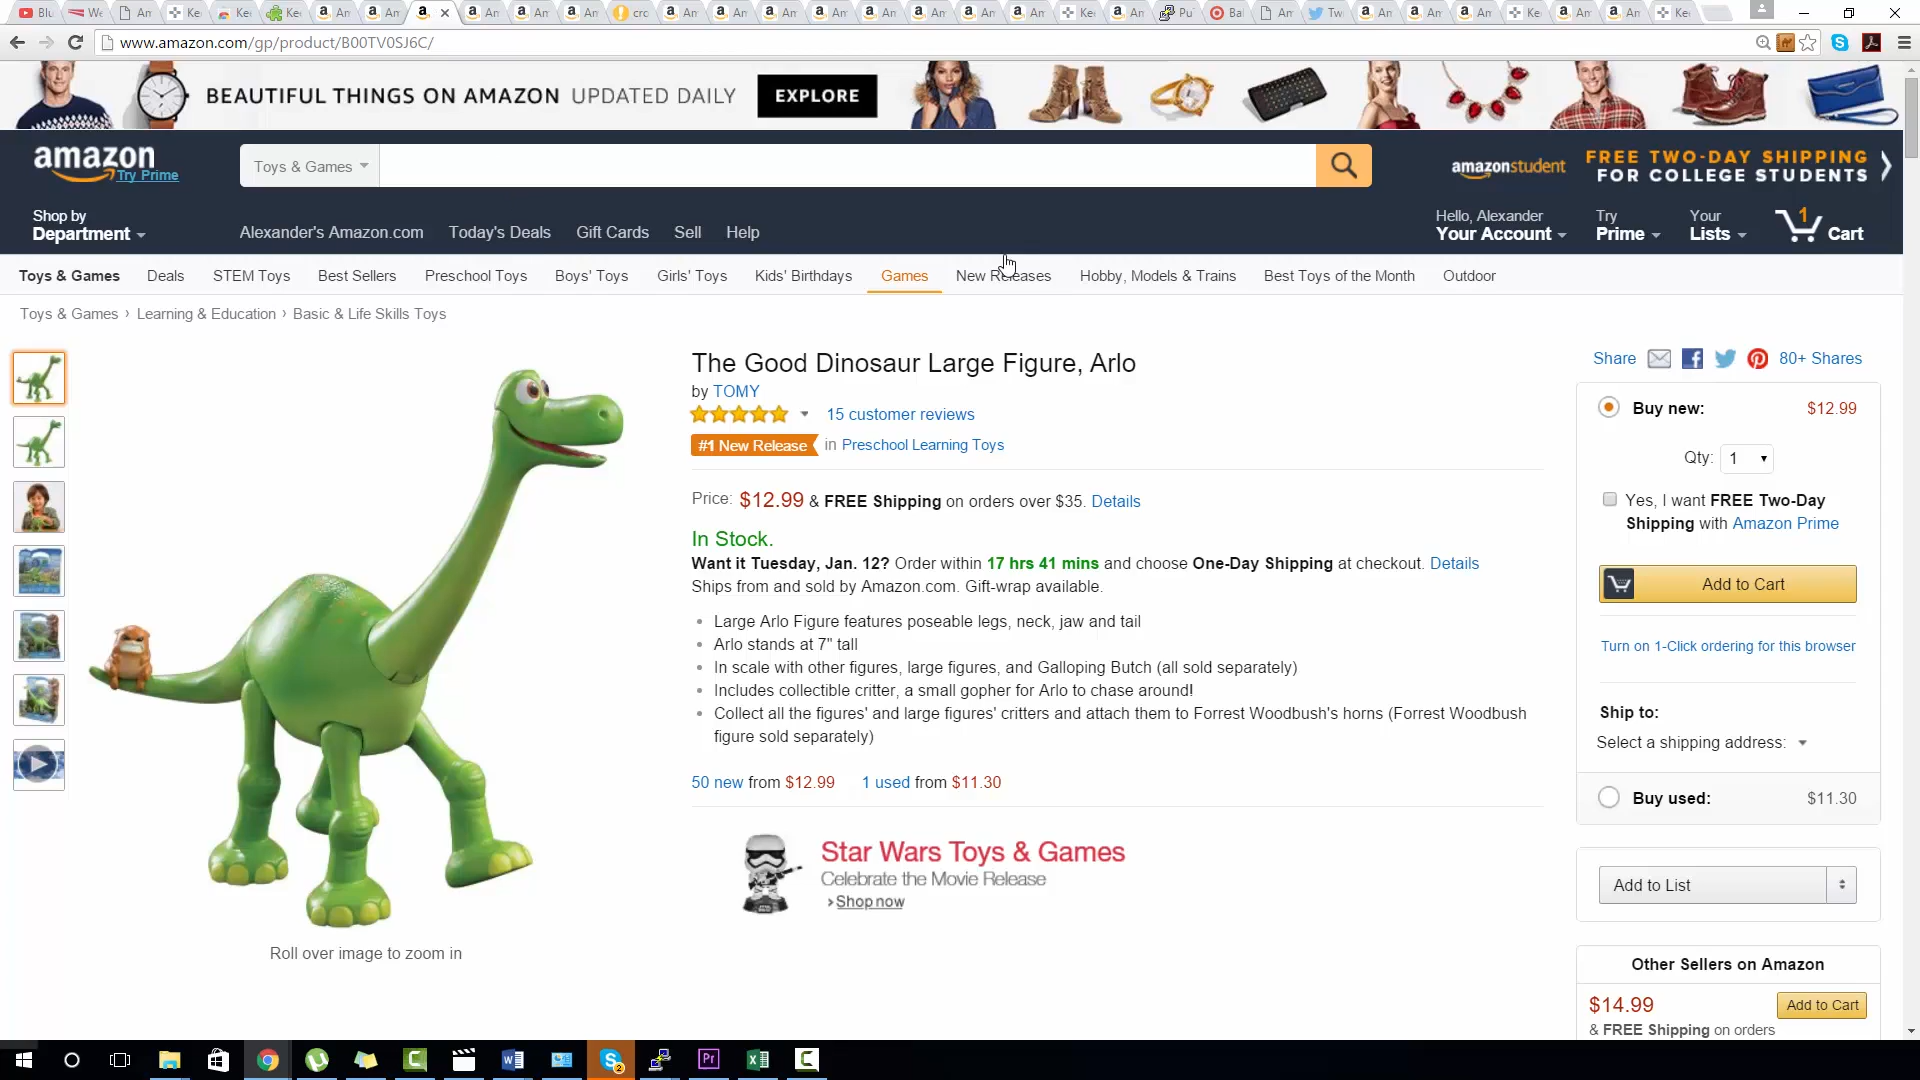 www.amazon.com/gp/product/B00TV0SJ6C/
BEAUTIFUL THINGS ON AMAZON UPDATED DAILY EXPLORE
amazon
Try Prime
Toys & Games
amazonstudent
FREE TWO-DAY SHIPPING
FOR COLLEGE STUDENTS
Shop by
Department
Alexander's Amazon.com Today's Deals Gift Cards Sell Help
Hello, Alexander
Your Account
Try
Prime
Your
Lists
1
Cart
Toys & Games Deals STEM Toys Best Sellers Preschool Toys Boys' Toys Girls' Toys Kids' Birthdays Games New Releases Hobby, Models & Trains Best Toys of the Month Outdoor
Toys & Games › Learning & Education › Basic & Life Skills Toys
The Good Dinosaur Large Figure, Arlo
by TOMY
15 customer reviews
#1 New Release in Preschool Learning Toys
Price: $12.99 & FREE Shipping on orders over $35. Details
In Stock.
Want it Tuesday, Jan. 12? Order within 17 hrs 41 mins and choose One-Day Shipping at checkout. Details
Ships from and sold by Amazon.com. Gift-wrap available.
• Large Arlo Figure features poseable legs, neck, jaw and tail
• Arlo stands at 7" tall
• In scale with other figures, large figures, and Galloping Butch (all sold separately)
• Includes collectible critter, a small gopher for Arlo to chase around!
• Collect all the figures' and large figures' critters and attach them to Forrest Woodbush's horns (Forrest Woodbush
figure sold separately)
50 new from $12.99 1 used from $11.30
Star Wars Toys & Games
Celebrate the Movie Release
›Shop now
Roll over image to zoom in
Share 80+ Shares
Buy new: $12.99
Qty: 1
Yes, I want FREE Two-Day
Shipping with Amazon Prime
Add to Cart
Turn on 1-Click ordering for this browser
Ship to:
Select a shipping address:
Buy used: $11.30
Add to List
Other Sellers on Amazon
$14.99 Add to Cart
& FREE Shipping on orders